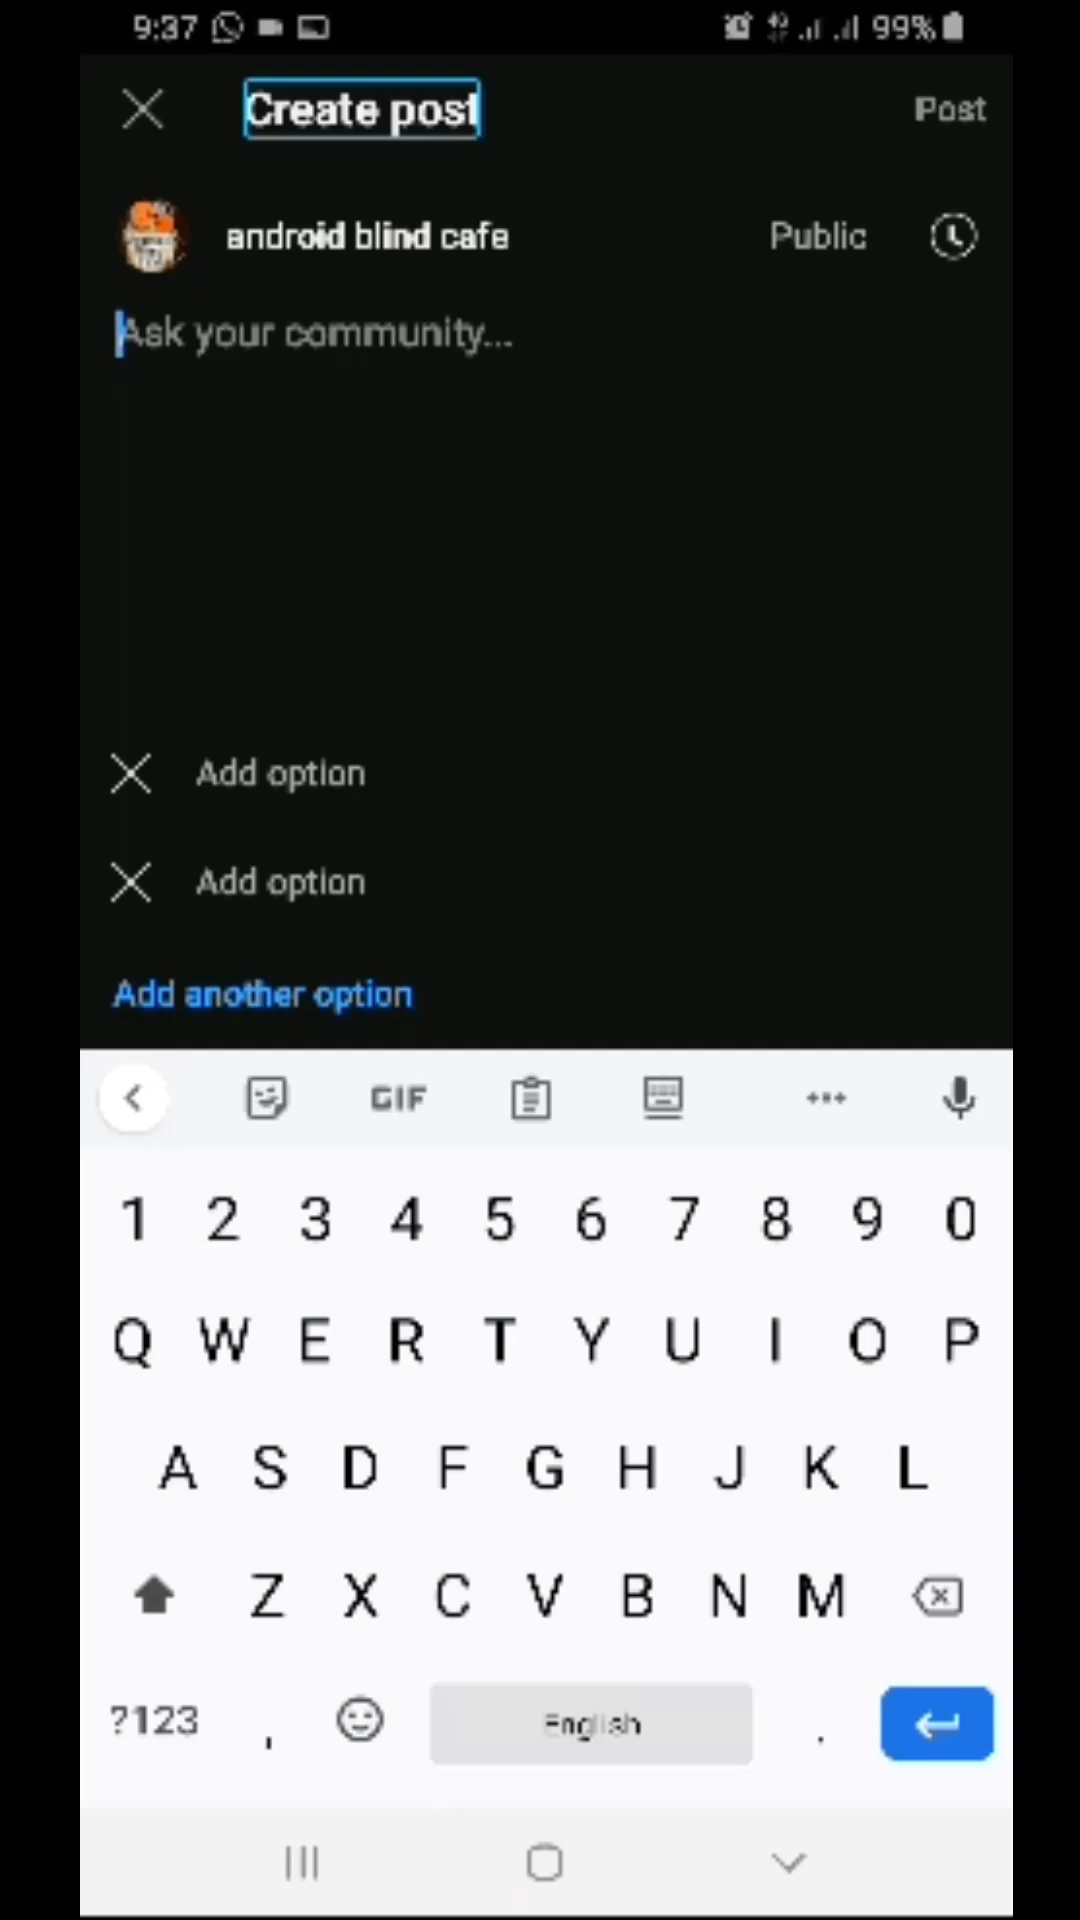 9:37 99%
Create post Post
android blind cafe Public
Ask your community...
Add option
Add option
Add another option
GIF
1 2 3 4 5 6 7 8 9 0
Q W E R T Y U I O P
A S D F G H J K L
Z X C V B N M
?123 , English .